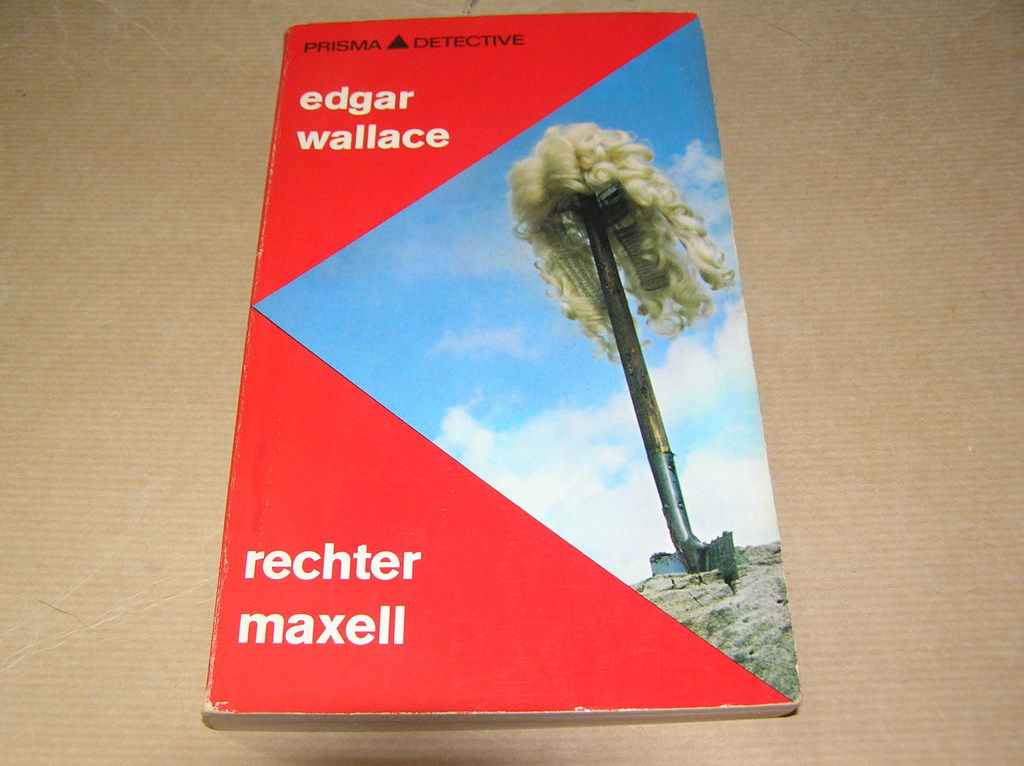 PRISMA ▲ DETECTIVE
edgar
wallace
rechter
maxell